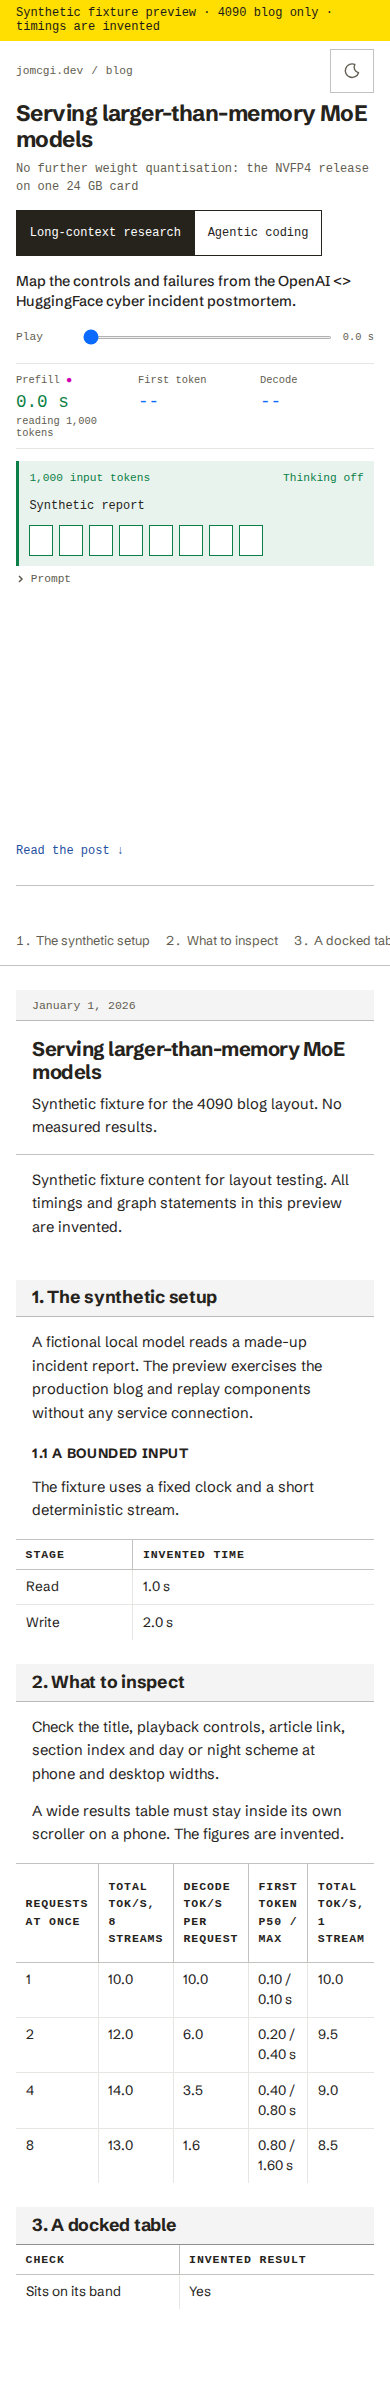 Synthetic fixture preview · 4090 blog only ·
timings are invented
jomcgi.dev / blog
Serving larger-than-memory MoE
models
No further weight quantisation: the NVFP4 release
on one 24 GB card
Long-context research
Agentic coding
Map the controls and failures from the OpenAI <>
HuggingFace cyber incident postmortem.
Play
0.0 s
Prefill
First token
Decode
0.0 s
--
--
reading 1,000
tokens
1,000 input tokens
Thinking off
Synthetic report
Prompt
Read the post ↓
1. The synthetic setup
2. What to inspect
3. A docked tab
January 1, 2026
Serving larger-than-memory MoE
models
Synthetic fixture for the 4090 blog layout. No
measured results.
Synthetic fixture content for layout testing. All
timings and graph statements in this preview
are invented.
1. The synthetic setup
A fictional local model reads a made-up
incident report. The preview exercises the
production blog and replay components
without any service connection.
1.1 A BOUNDED INPUT
The fixture uses a fixed clock and a short
deterministic stream.
STAGE
INVENTED TIME
Read
1.0 s
Write
2.0 s
2. What to inspect
Check the title, playback controls, article link,
section index and day or night scheme at
phone and desktop widths.
A wide results table must stay inside its own
scroller on a phone. The figures are invented.
REQUESTS
AT ONCE
TOTAL
TOK/S,
8
STREAMS
DECODE
TOK/S
PER
REQUEST
FIRST
TOKEN
P50 /
MAX
TOTAL
TOK/S,
1
STREAM
1
10.0
10.0
0.10 /
0.10 s
10.0
2
12.0
6.0
0.20 /
0.40 s
9.5
4
14.0
3.5
0.40 /
0.80 s
9.0
8
13.0
1.6
0.80 /
1.60 s
8.5
3. A docked table
CHECK
INVENTED RESULT
Sits on its band
Yes